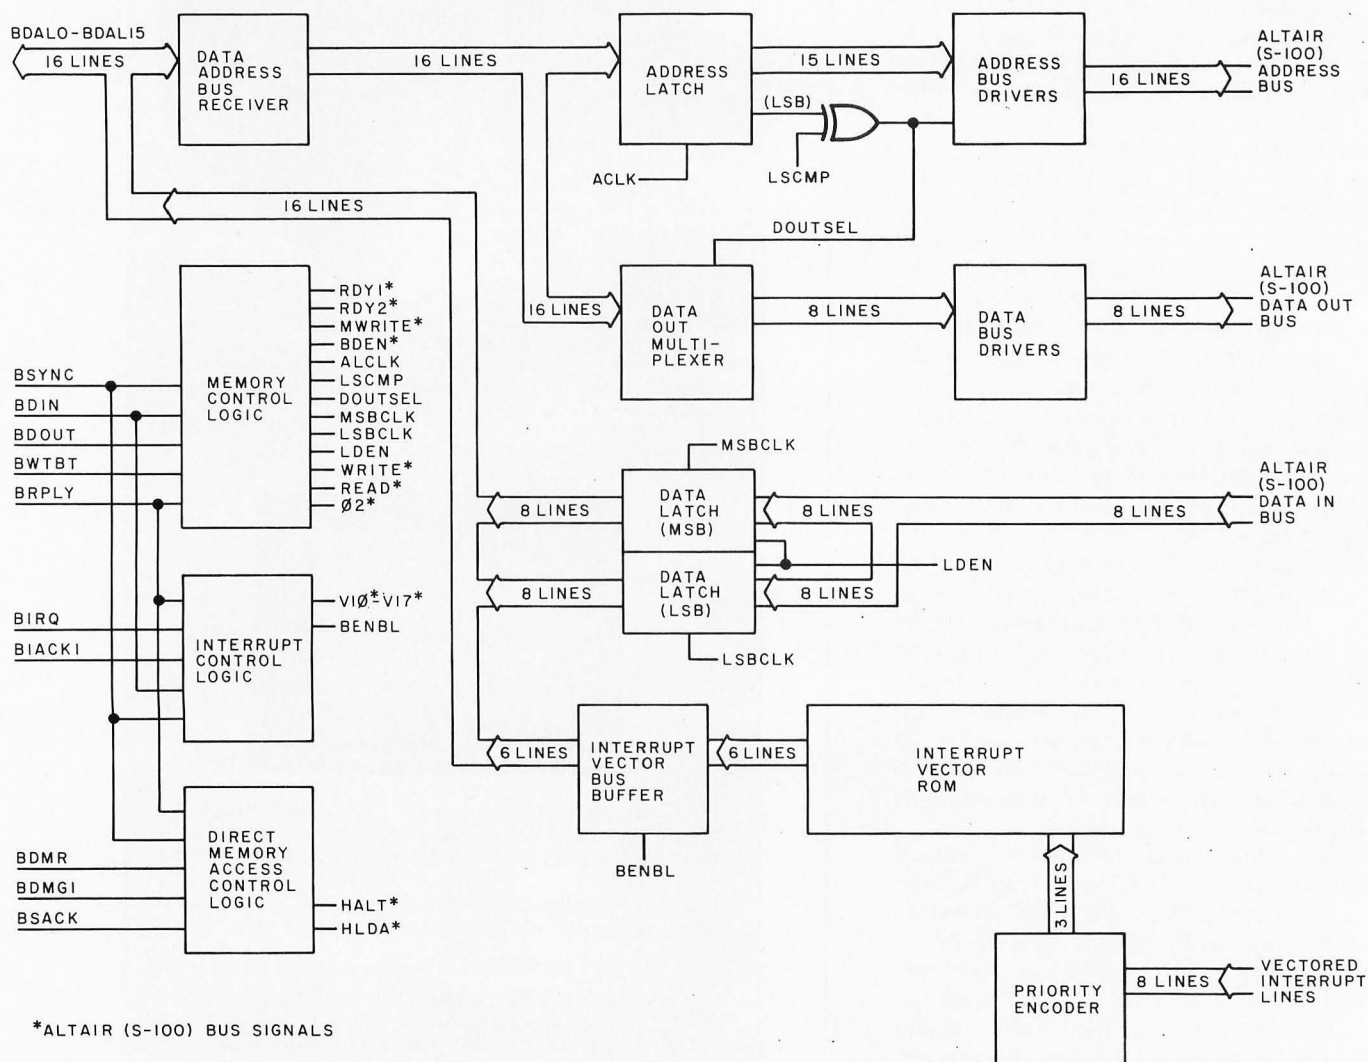 BDAL0-BDAL15
16 LINES
DATA
ADDRESS
BUS
RECEIVER
16 LINES
ADDRESS
LATCH
15 LINES
(LSB)
ACLK
LSCMP
ADDRESS
BUS
DRIVERS
16 LINES
ALTAIR
(S-100)
ADDRESS
BUS
16 LINES
DOUTSEL
16 LINES
DATA
OUT
MULTI-
PLEXER
8 LINES
DATA
BUS
DRIVERS
8 LINES
ALTAIR
(S-100)
DATA OUT
BUS
BSYNC
BDIN
BDOUT
BWTBT
BRPLY
MEMORY
CONTROL
LOGIC
RDY1*
RDY2*
MWRITE*
BDEN*
ALCLK
LSCMP
DOUTSEL
MSBCLK
LSBCLK
LDEN
WRITE*
READ*
Ø2*
MSBCLK
8 LINES
DATA
LATCH
(MSB)
8 LINES
8 LINES
ALTAIR
(S-100)
DATA IN
BUS
LDEN
8 LINES
DATA
LATCH
(LSB)
8 LINES
LSBCLK
BIRQ
BIACKI
INTERRUPT
CONTROL
LOGIC
VIØ*-VI7*
BENBL
6 LINES
INTERRUPT
VECTOR
BUS
BUFFER
6 LINES
INTERRUPT
VECTOR
ROM
BENBL
BDMR
BDMGI
BSACK
DIRECT
MEMORY
ACCESS
CONTROL
LOGIC
HALT*
HLDA*
3 LINES
PRIORITY
ENCODER
8 LINES
VECTORED
INTERRUPT
LINES
*ALTAIR (S-100) BUS SIGNALS